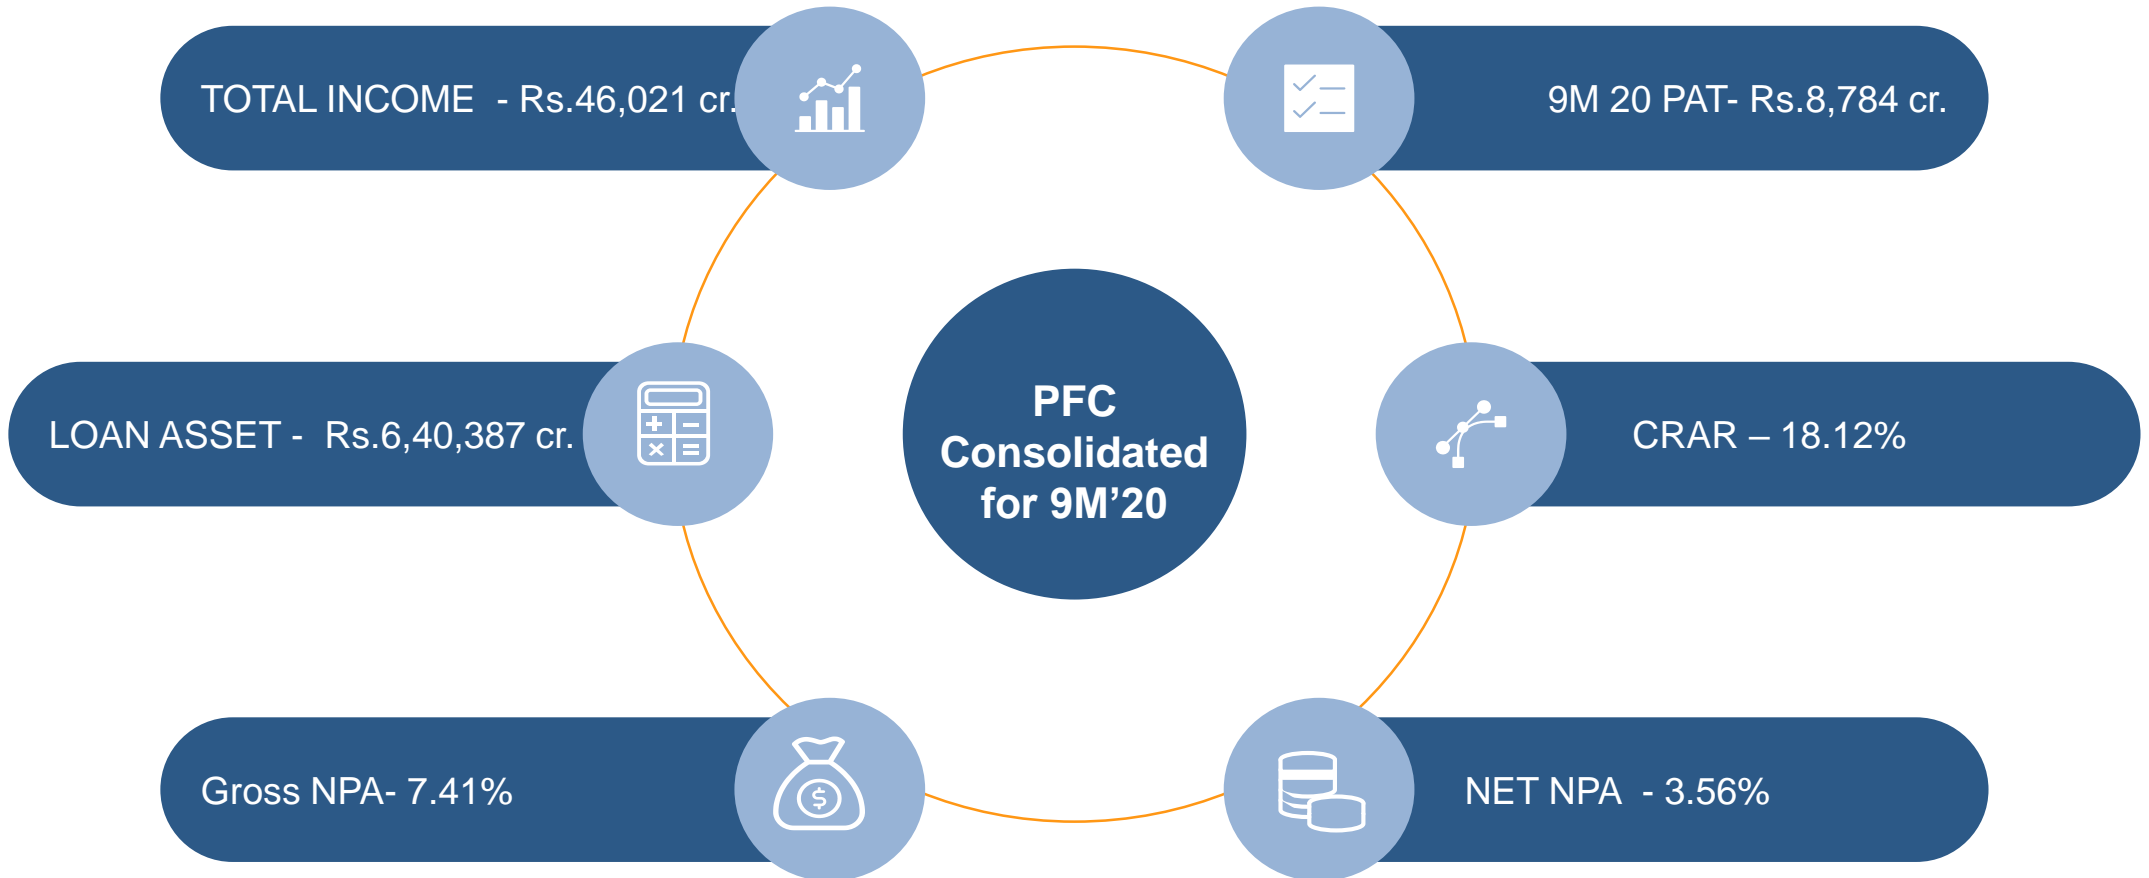 TOTAL INCOME - Rs.46,021 cr.
9M 20 PAT- Rs.8,784 cr.
LOAN ASSET - Rs.6,40,387 cr.
PFC
Consolidated
for 9M’20
CRAR – 18.12%
Gross NPA- 7.41%
$
NET NPA - 3.56%